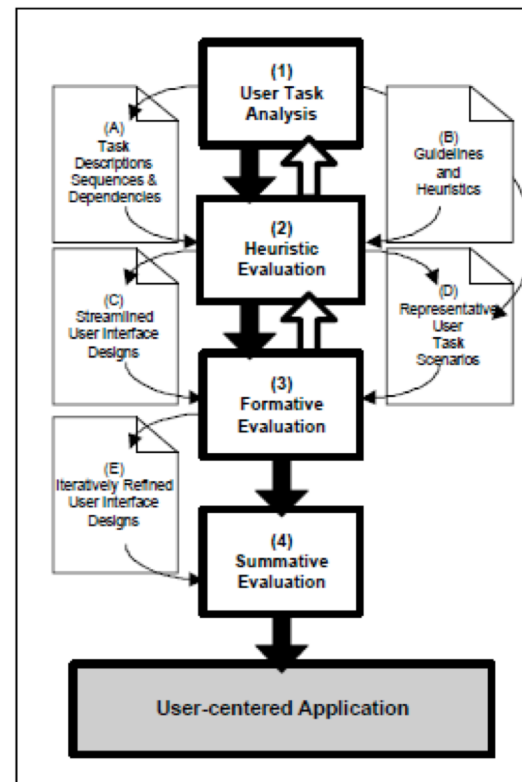 (1)
User Task
Analysis
(A)
Task
Descriptions
Sequences &
Dependencies
(B)
Guidelines
and
Heuristics
(2)
Heuristic
Evaluation
(C)
Streamlined
User Interface
Designs
(D)
Representative
User
Task
Scenarios
(3)
Formative
Evaluation
(E)
Iteratively Refined
User Interface
Designs
(4)
Summative
Evaluation
User-centered Application